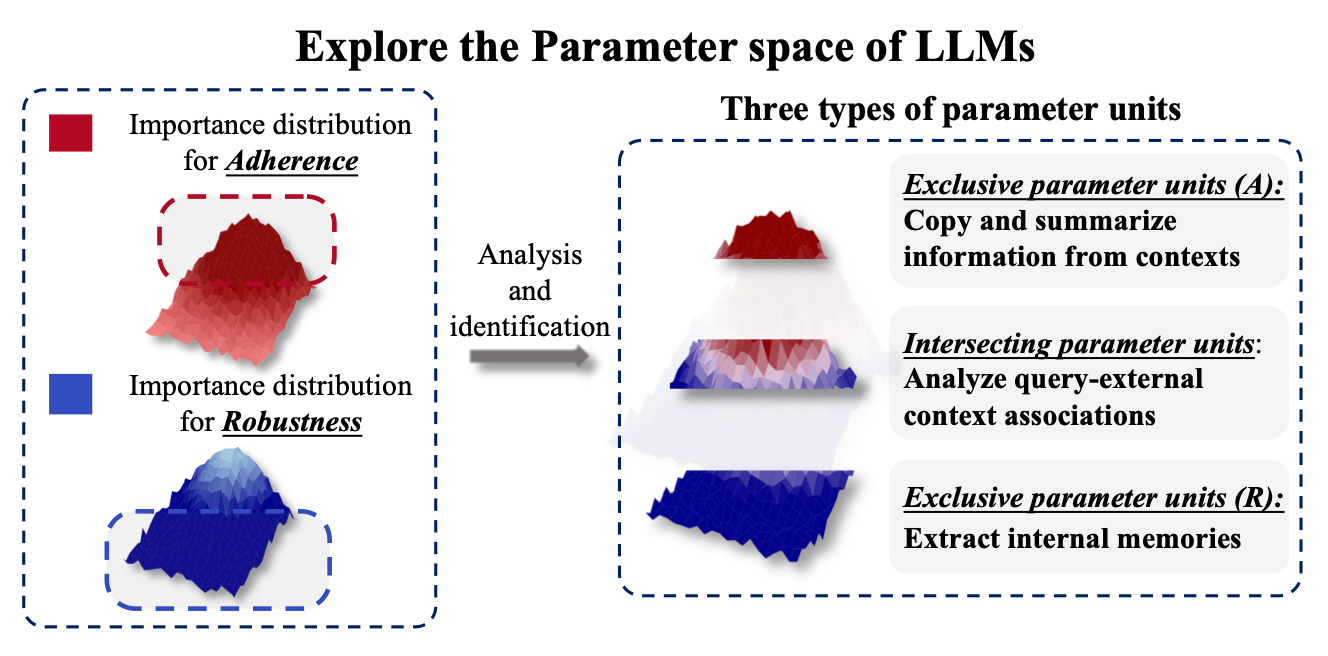 Explore the Parameter space of LLMs
Importance distribution
for Adherence
Importance distribution
for Robustness
Analysis
and
identification
Three types of parameter units
Exclusive parameter units (A):
Copy and summarize
information from contexts
Intersecting parameter units:
Analyze query-external
context associations
Exclusive parameter units (R):
Extract internal memories